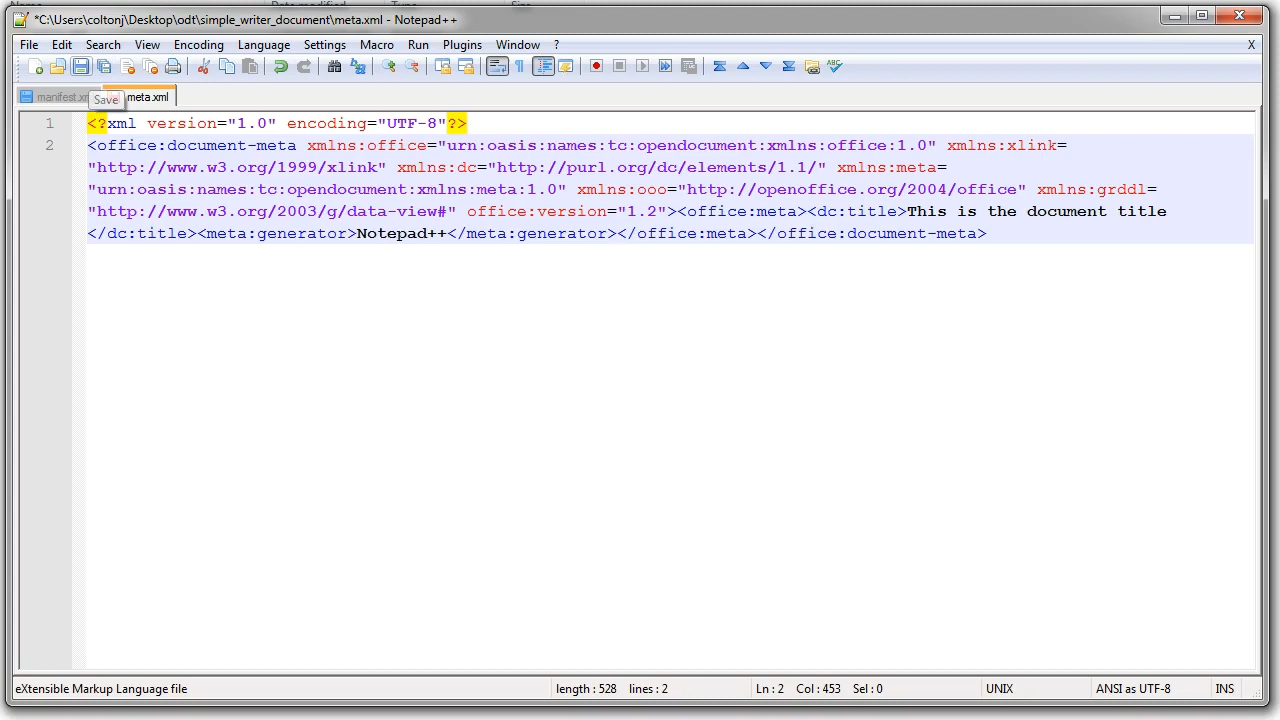 Name Date modified Type Size
*C:\Users\coltonj\Desktop\odt\simple_writer_document\meta.xml - Notepad++
File Edit Search View Encoding Language Settings Macro Run Plugins Window ? X
manifest.xml Save meta.xml
1 <?xml version="1.0" encoding="UTF-8"?>
2 <office:document-meta xmlns:office="urn:oasis:names:tc:opendocument:xmlns:office:1.0" xmlns:xlink=
"http://www.w3.org/1999/xlink" xmlns:dc="http://purl.org/dc/elements/1.1/" xmlns:meta=
"urn:oasis:names:tc:opendocument:xmlns:meta:1.0" xmlns:ooo="http://openoffice.org/2004/office" xmlns:grddl=
"http://www.w3.org/2003/g/data-view#" office:version="1.2"><office:meta><dc:title>This is the document title
</dc:title><meta:generator>Notepad++</meta:generator></office:meta></office:document-meta>
eXtensible Markup Language file length : 528 lines : 2 Ln : 2 Col : 453 Sel : 0 UNIX ANSI as UTF-8 INS